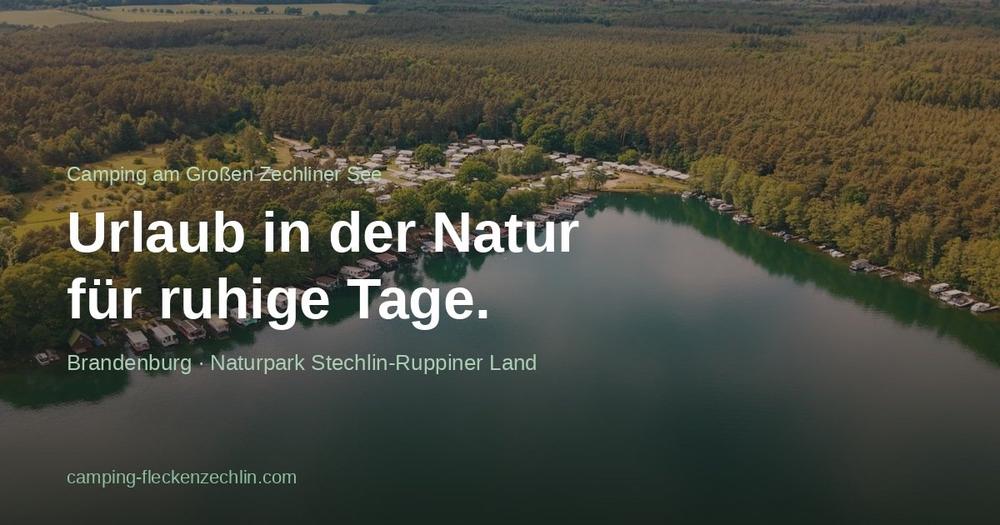 Camping am Großen Zechliner See
Urlaub in der Natur
für ruhige Tage.
Brandenburg · Naturpark Stechlin-Ruppiner Land
camping-fleckenzechlin.com